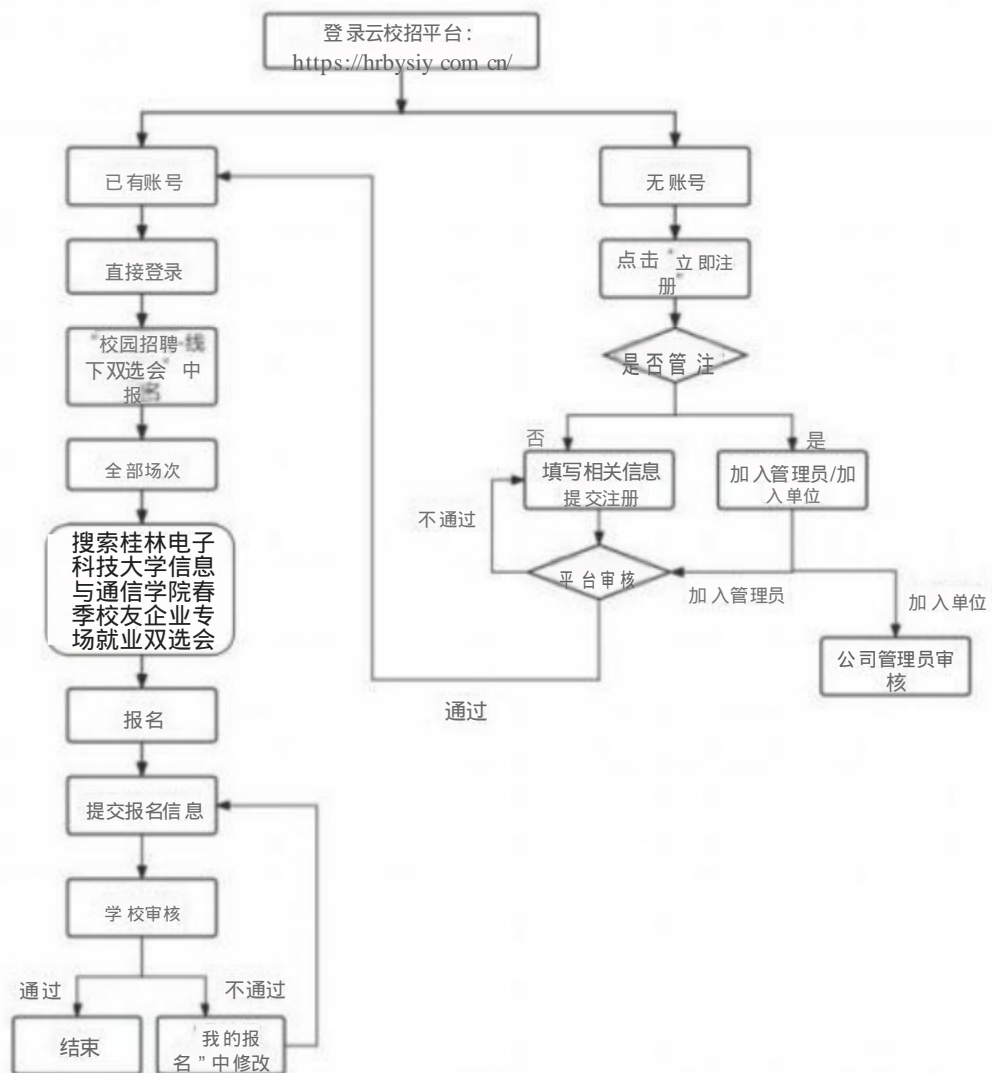 登录云校招平台：
https://hrbysiy com cn/
已有账号
无账号
直接登录
点击“立即注
册”
“校园招聘-线
下双选会”中
报名
是否管注
全部场次
否
是
填写相关信息
提交注册
加入管理员/加
入单位
不通过
搜索桂林电子
科技大学信息
与通信学院春
季校友企业专
场就业双选会
平台审核
加入管理员
加入单位
公司管理员审
核
通过
报名
提交报名信息
学校审核
通过
不通过
结束
“我的报
名”中修改